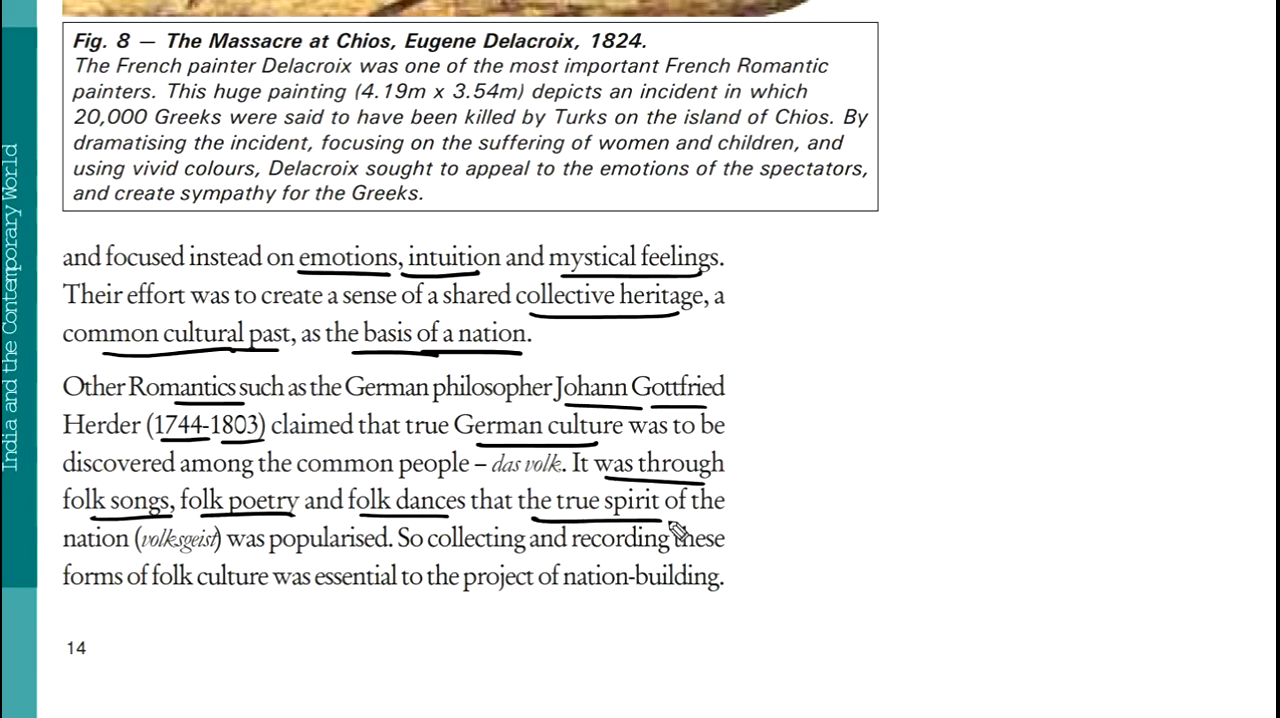 Fig. 8 — The Massacre at Chios, Eugene Delacroix, 1824.
The French painter Delacroix was one of the most important French Romantic
painters. This huge painting (4.19m x 3.54m) depicts an incident in which
20,000 Greeks were said to have been killed by Turks on the island of Chios. By
dramatising the incident, focusing on the suffering of women and children, and
using vivid colours, Delacroix sought to appeal to the emotions of the spectators,
and create sympathy for the Greeks.
India and the Contemporary World
and focused instead on emotions, intuition and mystical feelings.
Their effort was to create a sense of a shared collective heritage, a
common cultural past, as the basis of a nation.
Other Romantics such as the German philosopher Johann Gottfried
Herder (1744-1803) claimed that true German culture was to be
discovered among the common people – das volk. It was through
folk songs, folk poetry and folk dances that the true spirit of the
nation (volksgeist) was popularised. So collecting and recording these
forms of folk culture was essential to the project of nation-building.
14